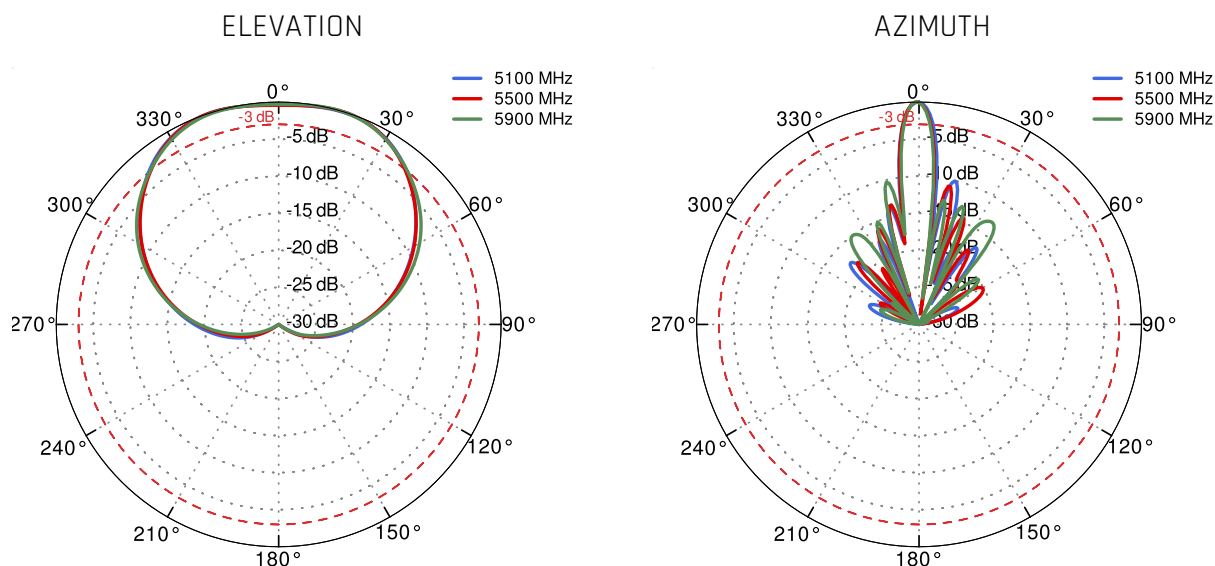 ELEVATION
5100 MHz
5500 MHz
5900 MHz
0°
330°
-3 dB
30°
-5 dB
-10 dB
300°
60°
-15 dB
-20 dB
-25 dB
270°
-30 dB
90°
240°
120°
210°
150°
180°
AZIMUTH
5100 MHz
5500 MHz
5900 MHz
0°
330°
-3 dB
30°
300°
60°
270°
90°
240°
120°
210°
150°
180°